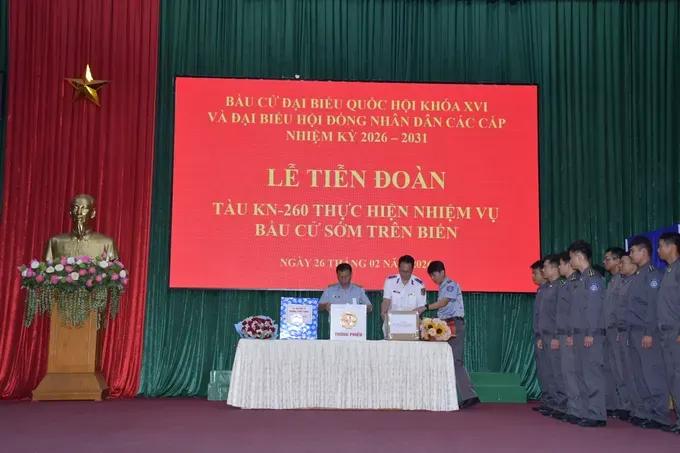 BẦU CỬ ĐẠI BIỂU QUỐC HỘI KHÓA XVI
VÀ ĐẠI BIỂU HỘI ĐỒNG NHÂN DÂN CÁC CẤP
NHIỆM KỲ 2026 – 2031
LỄ TIỄN ĐOÀN
TÀU KN-260 THỰC HIỆN NHIỆM VỤ
BẦU CỬ SỚM TRÊN BIỂN
NGÀY 26 THÁNG 02
THÙNG PHIẾU